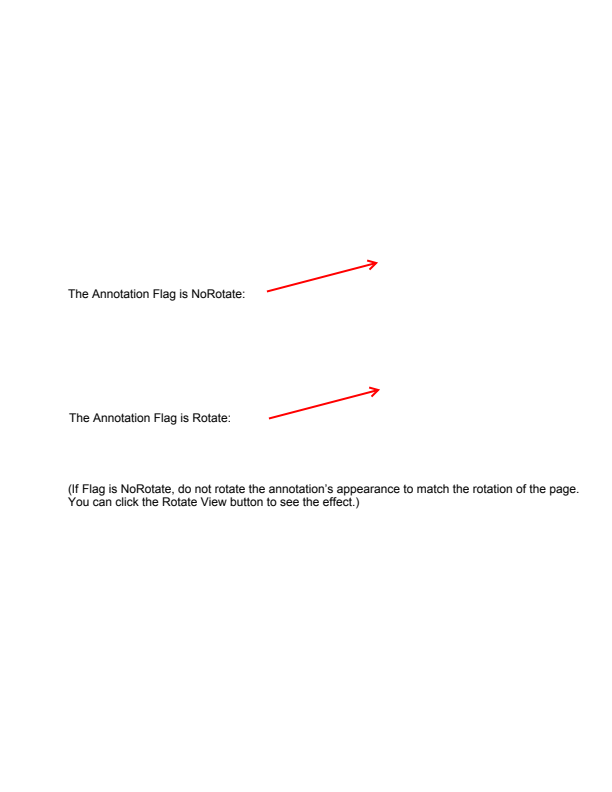 The Annotation Flag is NoRotate:
The Annotation Flag is Rotate:
(If Flag is NoRotate, do not rotate the annotation’s appearance to match the rotation of the page.
You can click the Rotate View button to see the effect.)